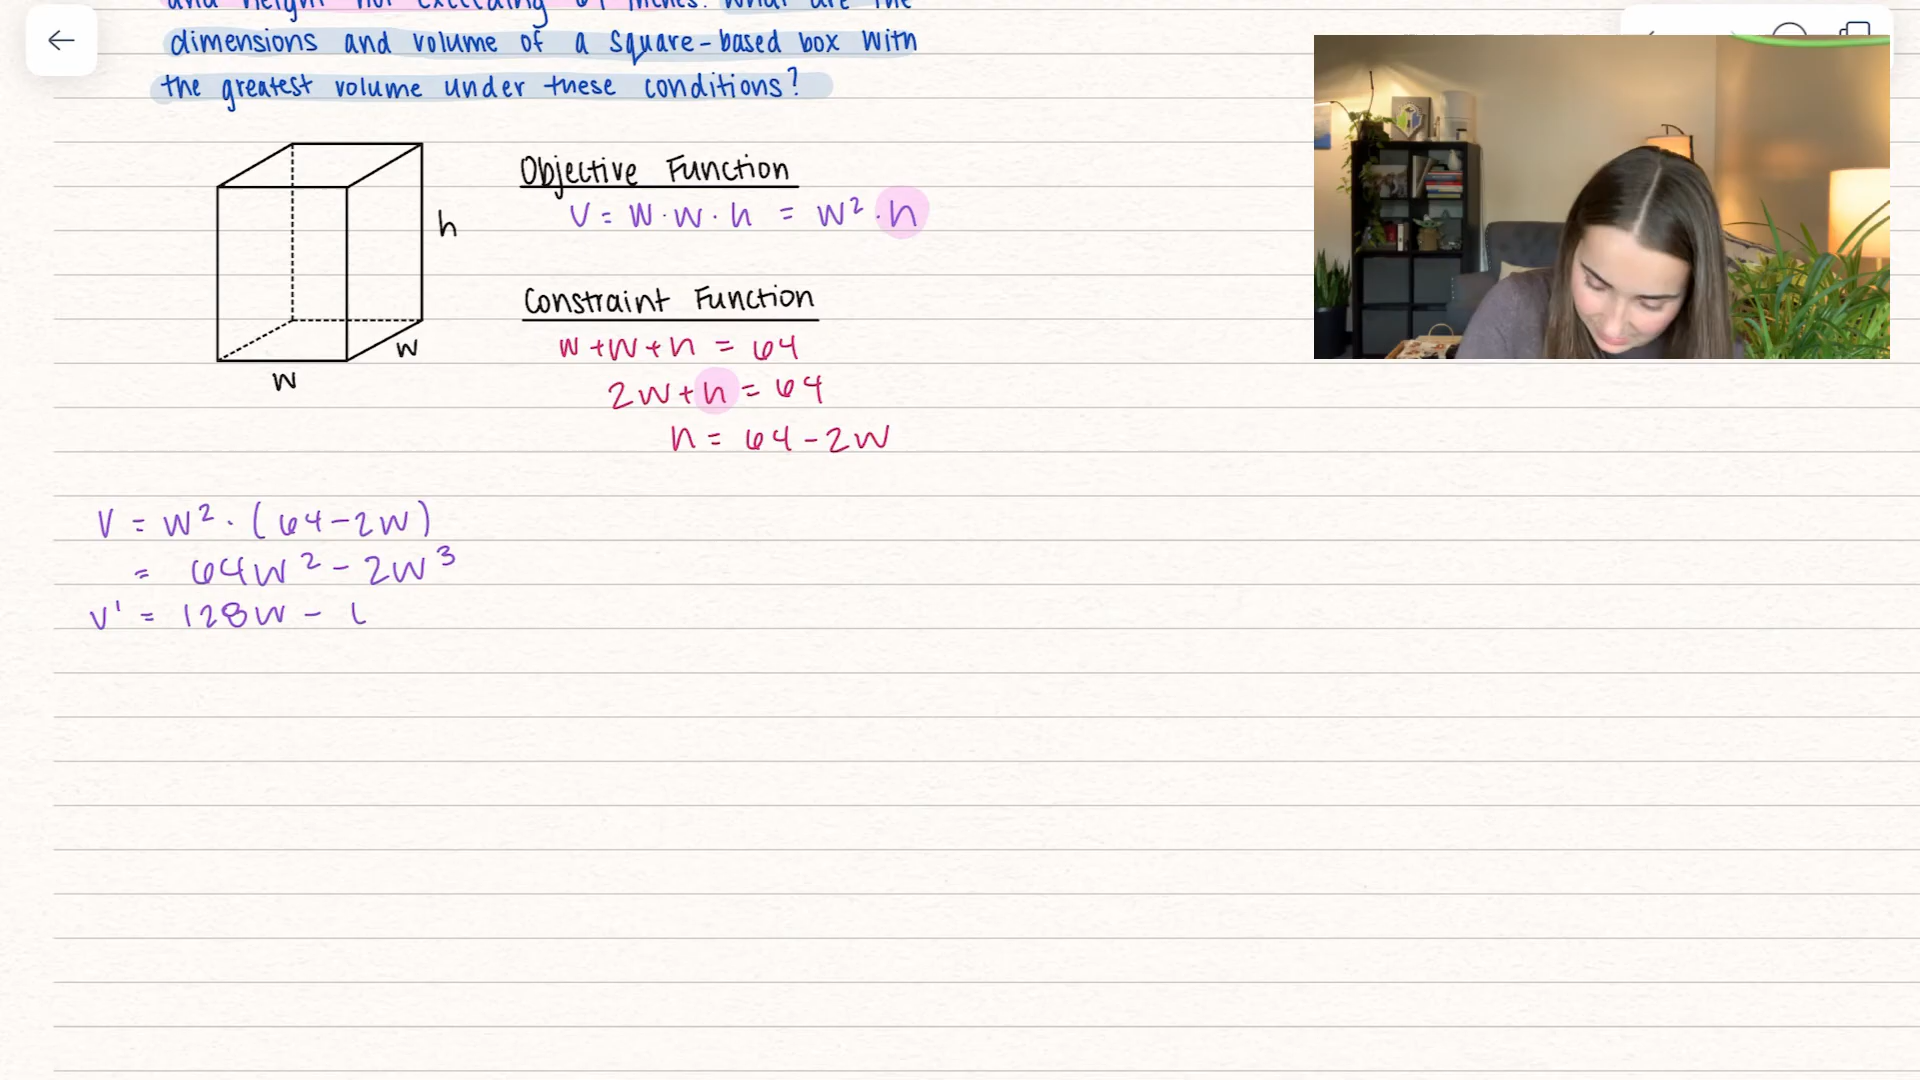 dimensions and volume of a square-based box with
the greatest volume under these conditions?
Objective Function
V = w · w · h = w² · h
h
Constraint Function
w + w + h = 64
w
2w + h = 64
w
h = 64 - 2w
V = w² · (64 - 2w)
= 64w² - 2w³
V' = 128w -